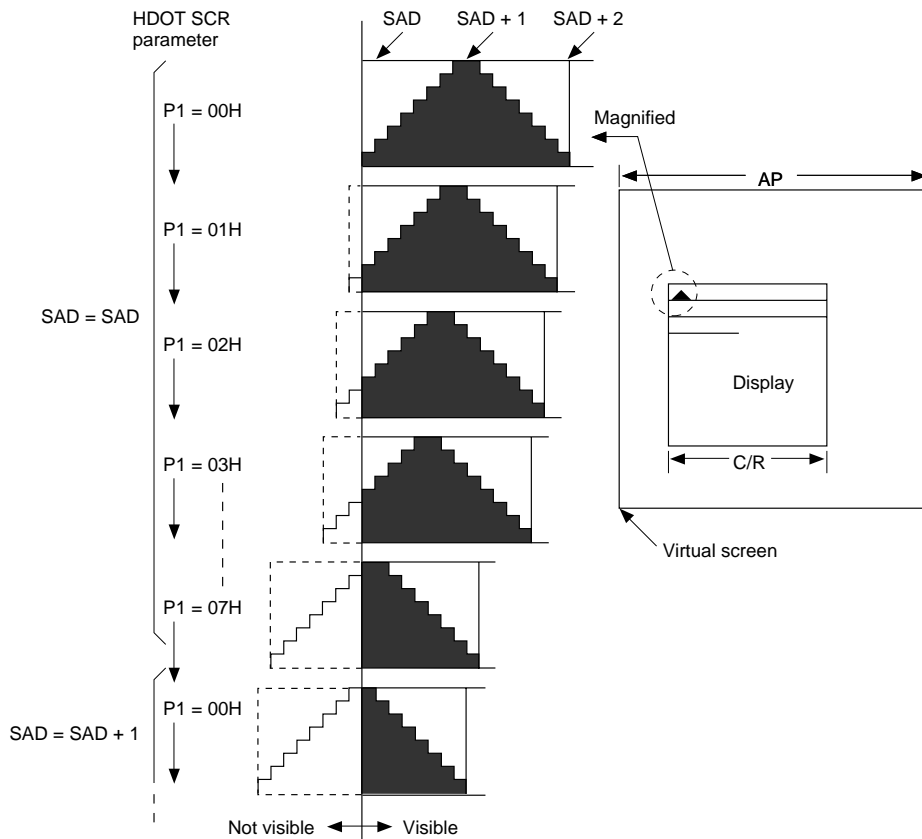 HDOT SCR
parameter
SAD
SAD + 1
SAD + 2
P1 = 00H
Magnified
AP
P1 = 01H
SAD = SAD
P1 = 02H
Display
P1 = 03H
C/R
Virtual screen
P1 = 07H
P1 = 00H
SAD = SAD + 1
Not visible
Visible